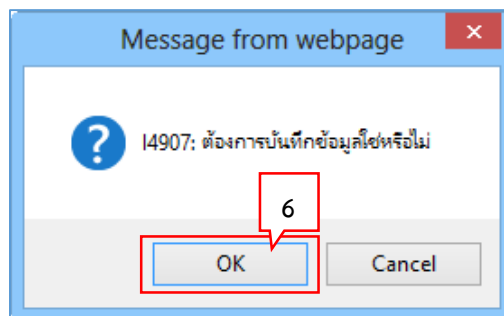 Message from webpage
I4907: ต้องการบันทึกข้อมูลใช่หรือไม่
6
OK
Cancel